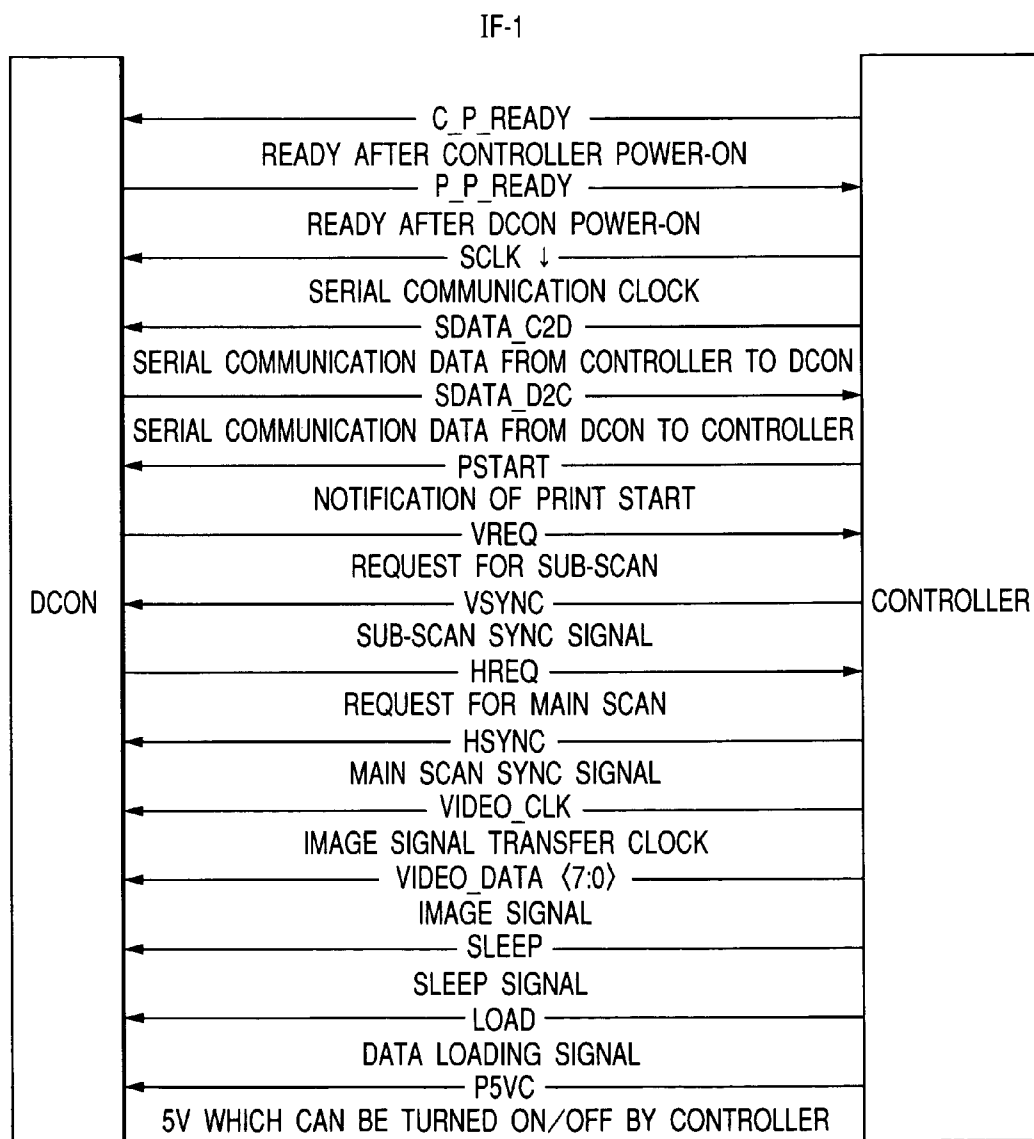 IF-1
C_P_READY
READY AFTER CONTROLLER POWER-ON
P_P_READY
READY AFTER DCON POWER-ON
SCLK ↓
SERIAL COMMUNICATION CLOCK
SDATA_C2D
SERIAL COMMUNICATION DATA FROM CONTROLLER TO DCON
SDATA_D2C
SERIAL COMMUNICATION DATA FROM DCON TO CONTROLLER
PSTART
NOTIFICATION OF PRINT START
VREQ
REQUEST FOR SUB-SCAN
DCON
VSYNC
CONTROLLER
SUB-SCAN SYNC SIGNAL
HREQ
REQUEST FOR MAIN SCAN
HSYNC
MAIN SCAN SYNC SIGNAL
VIDEO_CLK
IMAGE SIGNAL TRANSFER CLOCK
VIDEO_DATA ⟨7:0⟩
IMAGE SIGNAL
SLEEP
SLEEP SIGNAL
LOAD
DATA LOADING SIGNAL
P5VC
5V WHICH CAN BE TURNED ON/OFF BY CONTROLLER